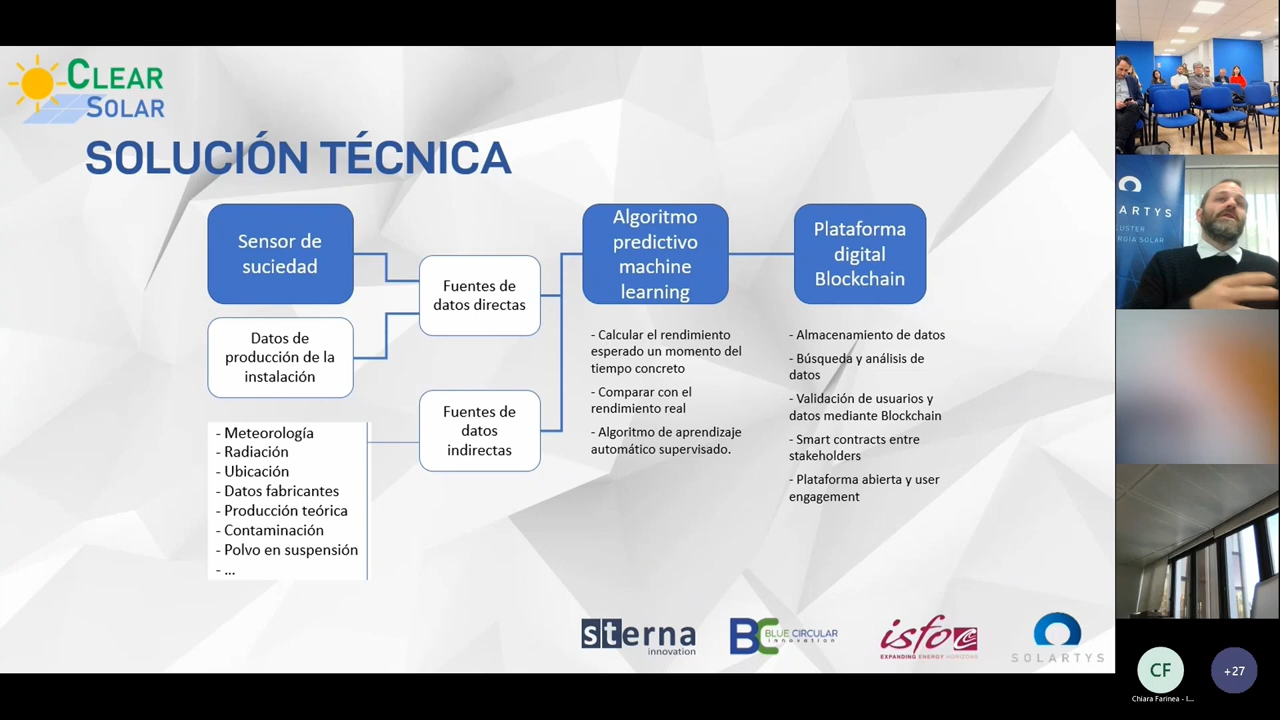 CLEAR
SOLAR
SOLUCIÓN TÉCNICA
Sensor de
suciedad
Datos de
producción de la
instalación
- Meteorología
- Radiación
- Ubicación
- Datos fabricantes
- Producción teórica
- Contaminación
- Polvo en suspensión
- ...
Fuentes de
datos directas
Fuentes de
datos
indirectas
Algoritmo
predictivo
machine
learning
- Calcular el rendimiento
esperado un momento del
tiempo concreto
- Comparar con el
rendimiento real
- Algoritmo de aprendizaje
automático supervisado.
Plataforma
digital
Blockchain
- Almacenamiento de datos
- Búsqueda y análisis de
datos
- Validación de usuarios y
datos mediante Blockchain
- Smart contracts entre
stakeholders
- Plataforma abierta y user
engagement
sterna
innovation
BC BLUE CIRCULAR
innovation
isfoc
EXPANDING ENERGY HORIZONS
SOLARTYS
ARTYS
LUSTER
RGIA SOLAR
CF
+27
Chiara Farinea - I...